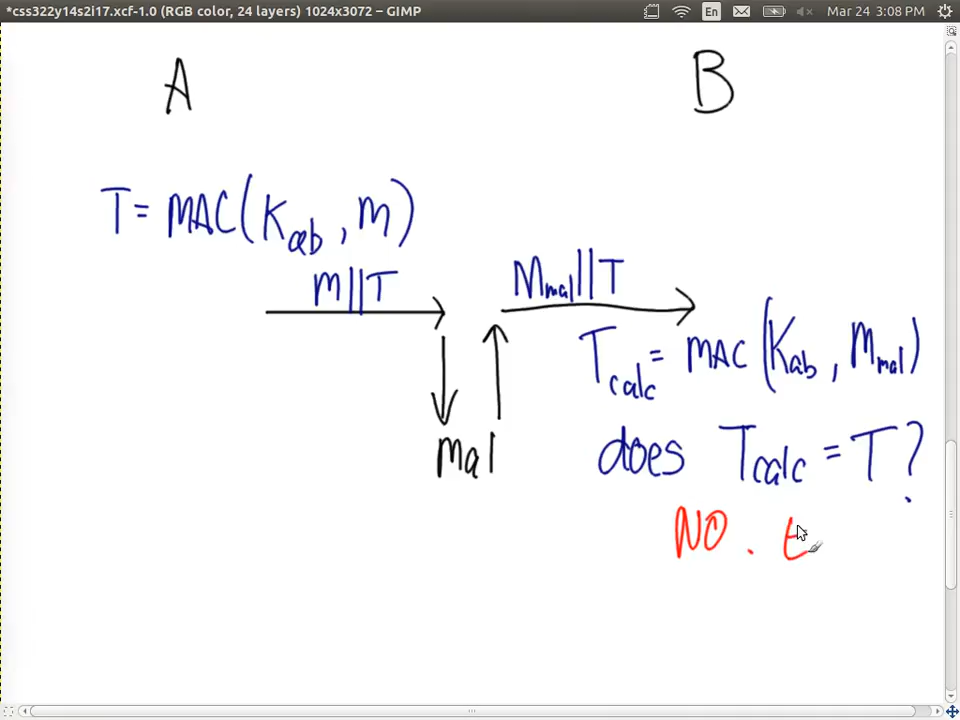 *css322y14s2i17.xcf-1.0 (RGB color, 24 layers) 1024x3072 – GIMP
En
Mar 24 3:08 PM
A
B
T= MAC(Kab, M)
M||T
Mmal||T
Tcalc = MAC(Kab, Mmal)
mal
does Tcalc = T?
NO. E